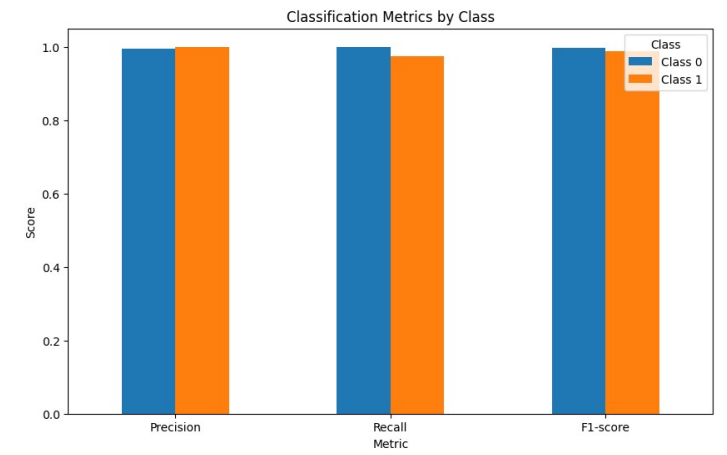 Classification Metrics by Class
Class
Class 0
Class 1
Score
1.0
0.8
0.6
0.4
0.2
0.0
Precision
Recall
F1-score
Metric